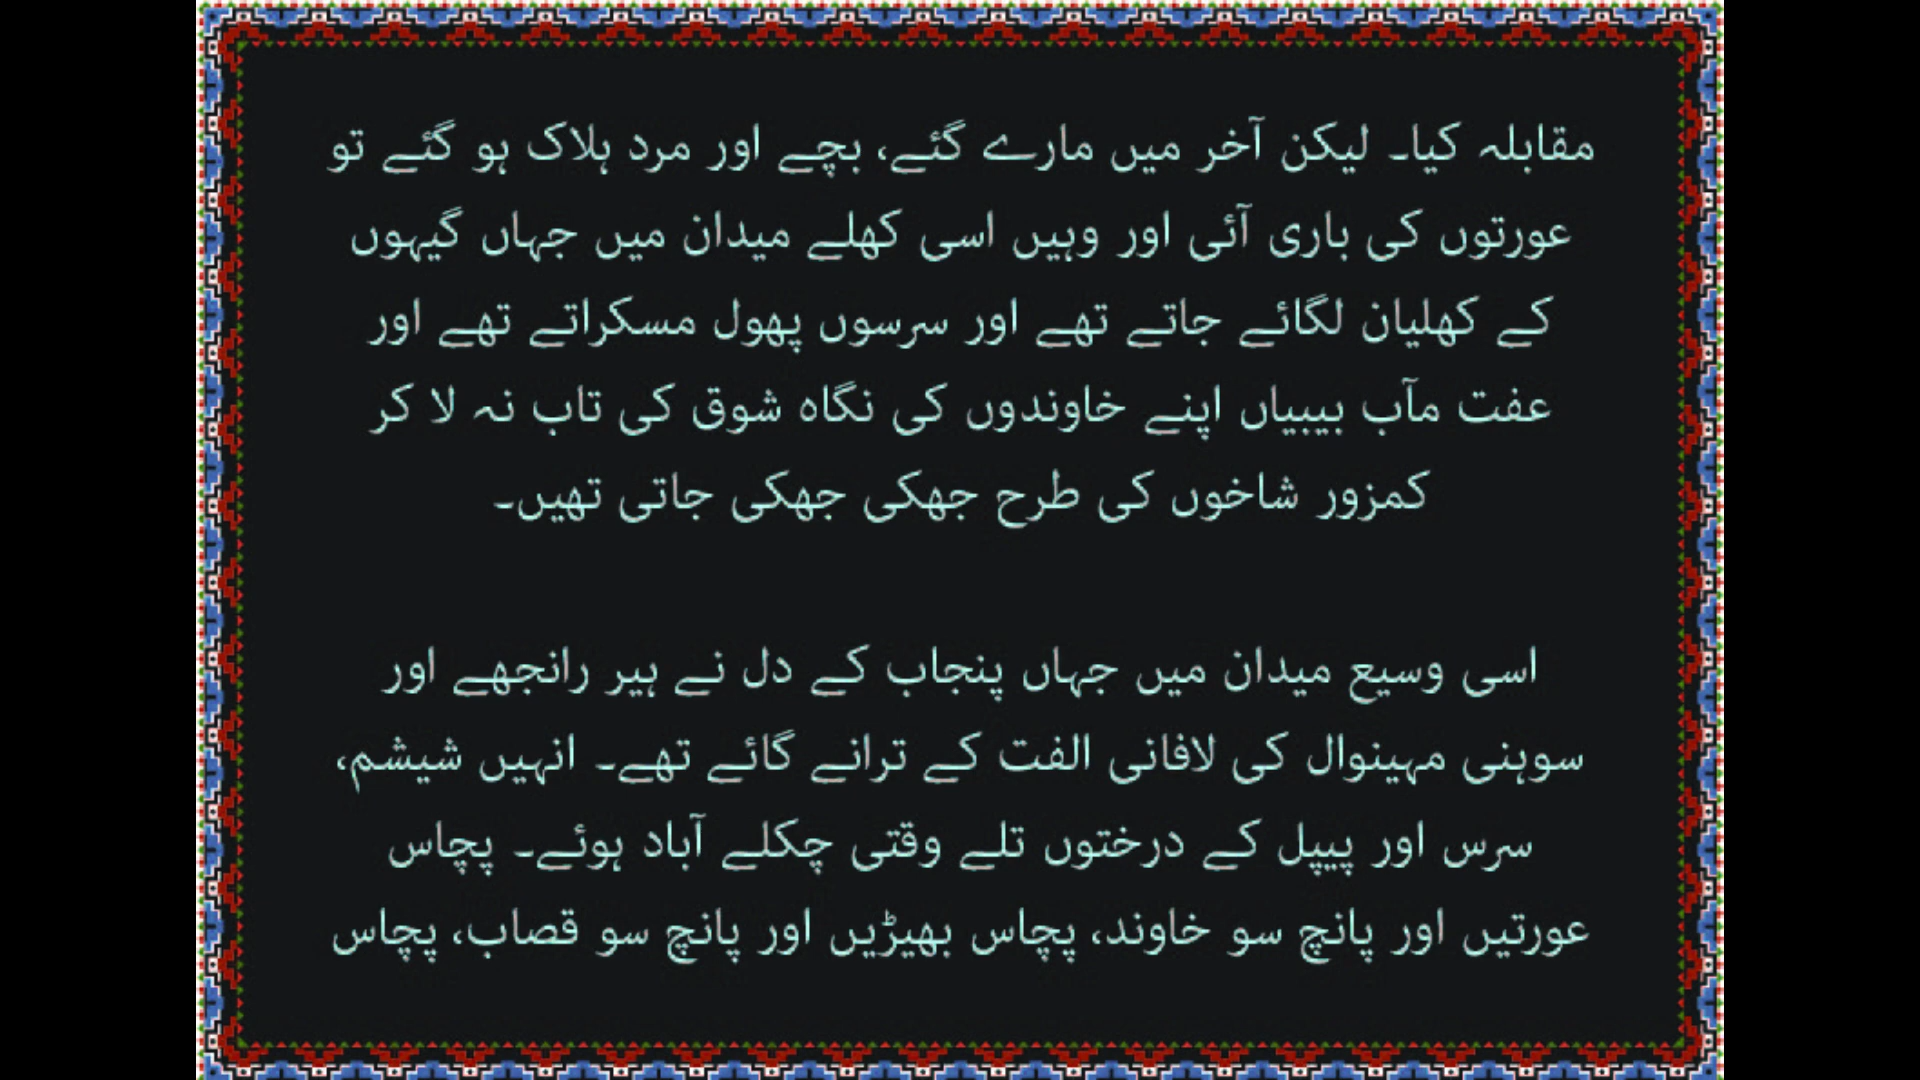 مقابلہ کیا۔ لیکن آخر میں مارے گئے، بچے اور مرد ہلاک ہو گئے تو
عورتوں کی باری آئی اور وہیں اسی کھلے میدان میں جہاں گیہوں
کے کھلیان لگائے جاتے تھے اور سرسوں پھول مسکراتے تھے اور
عفت مآب بیبیاں اپنے خاوندوں کی نگاہ شوق کی تاب نہ لا کر
کمزور شاخوں کی طرح جھکی جھکی جاتی تھیں۔
اسی وسیع میدان میں جہاں پنجاب کے دل نے ہیر رانجھے اور
سوہنی مہینوال کی لافانی الفت کے ترانے گائے تھے۔ انہیں شیشم،
سرس اور پیپل کے درختوں تلے وقتی چکلے آباد ہوئے۔ پچاس
عورتیں اور پانچ سو خاوند، پچاس بھیڑیں اور پانچ سو قصاب، پچاس